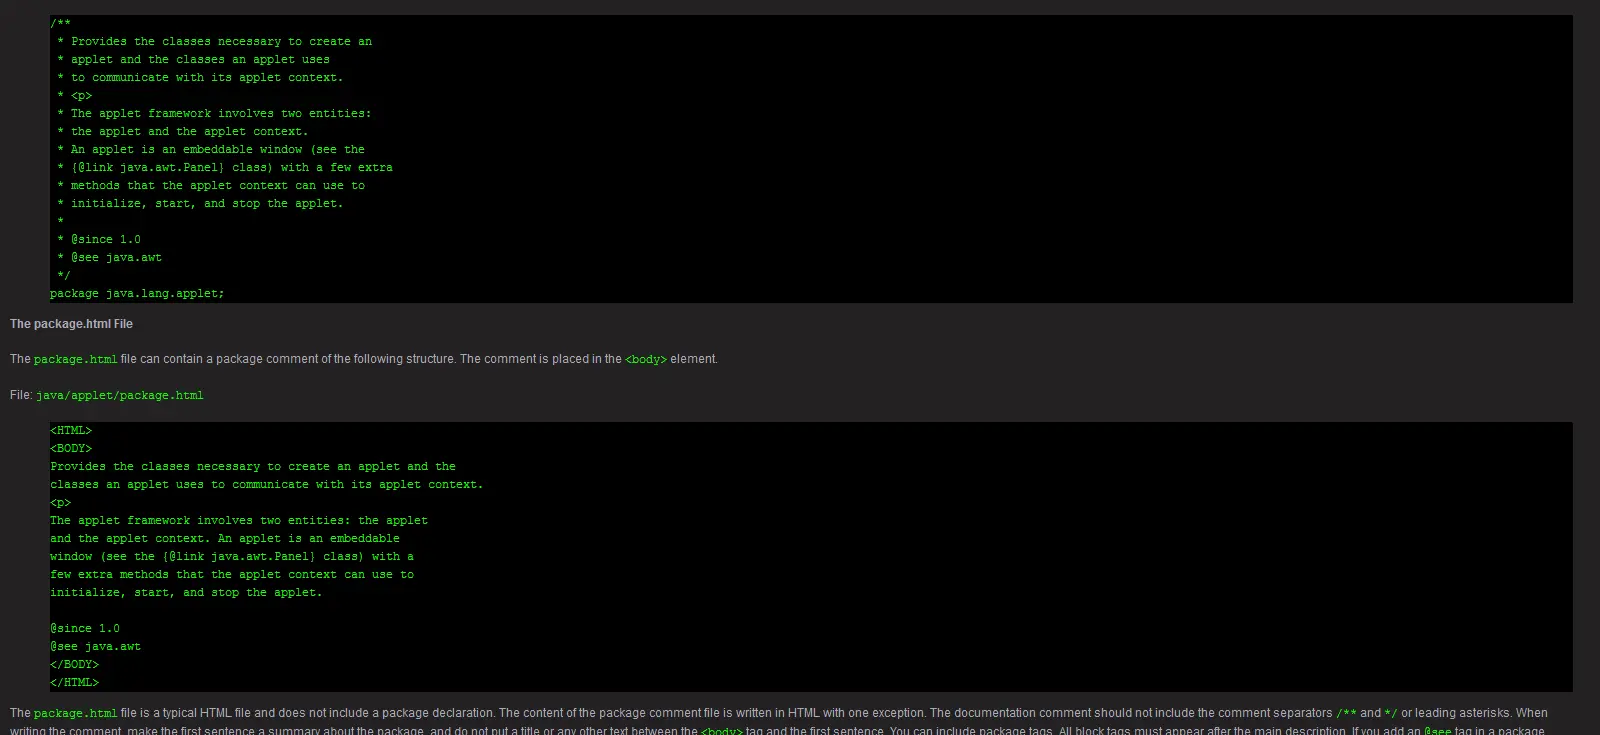 /**
 * Provides the classes necessary to create an
 * applet and the classes an applet uses
 * to communicate with its applet context.
 * <p>
 * The applet framework involves two entities:
 * the applet and the applet context.
 * An applet is an embeddable window (see the
 * {@link java.awt.Panel} class) with a few extra
 * methods that the applet context can use to
 * initialize, start, and stop the applet.
 *
 * @since 1.0
 * @see java.awt
 */
package java.lang.applet;
The package.html File
The package.html file can contain a package comment of the following structure. The comment is placed in the <body> element.
File: java/applet/package.html
<HTML>
<BODY>
Provides the classes necessary to create an applet and the
classes an applet uses to communicate with its applet context.
<p>
The applet framework involves two entities: the applet
and the applet context. An applet is an embeddable
window (see the {@link java.awt.Panel} class) with a
few extra methods that the applet context can use to
initialize, start, and stop the applet.
@since 1.0
@see java.awt
</BODY>
</HTML>
The package.html file is a typical HTML file and does not include a package declaration. The content of the package comment file is written in HTML with one exception. The documentation comment should not include the comment separators /** and */ or leading asterisks. When
writing the comment, make the first sentence a summary about the package, and do not put a title or any other text between the <body> tag and the first sentence. You can include package tags. All block tags must appear after the main description. If you add an @see tag in a package